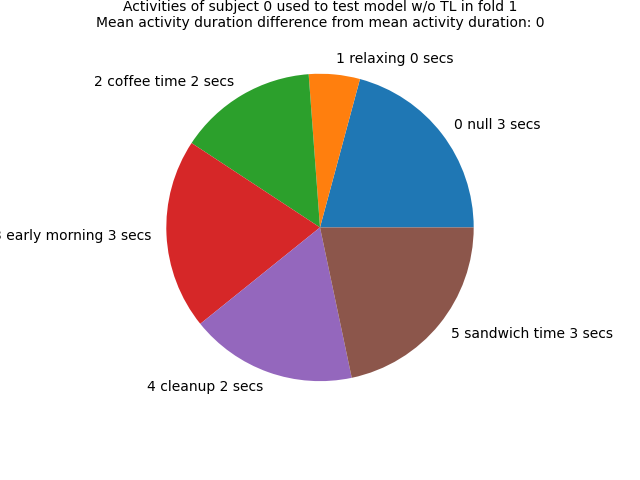 Activities of subject 0 used to test model w/o TL in fold 1
Mean activity duration difference from mean activity duration: 0
1 relaxing 0 secs
2 coffee time 2 secs
0 null 3 secs
3 early morning 3 secs
5 sandwich time 3 secs
4 cleanup 2 secs